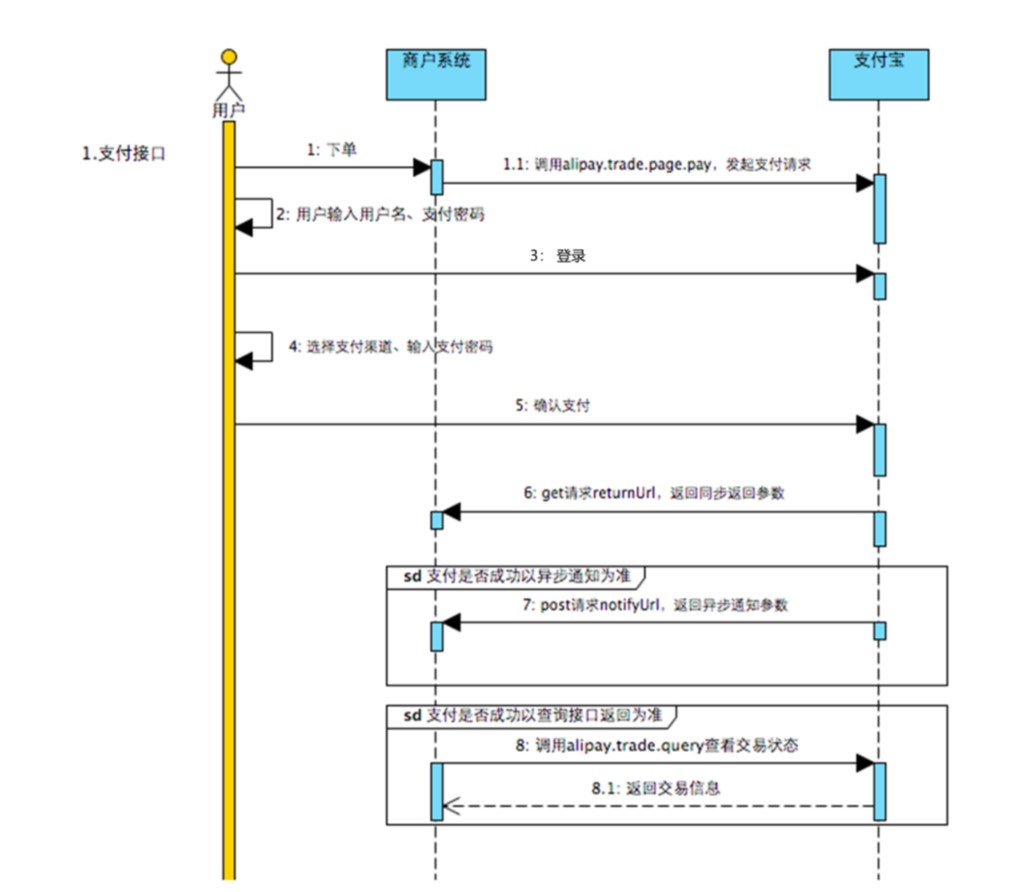 商户系统
支付宝
用户
1.支付接口
1: 下单
1.1: 调用alipay.trade.page.pay，发起支付请求
2: 用户输入用户名、支付密码
3: 登录
4: 选择支付渠道、输入支付密码
5: 确认支付
6: get请求returnUrl，返回同步返回参数
sd 支付是否成功以异步通知为准
7: post请求notifyUrl，返回异步通知参数
sd 支付是否成功以查询接口返回为准
8: 调用alipay.trade.query查看交易状态
8.1: 返回交易信息